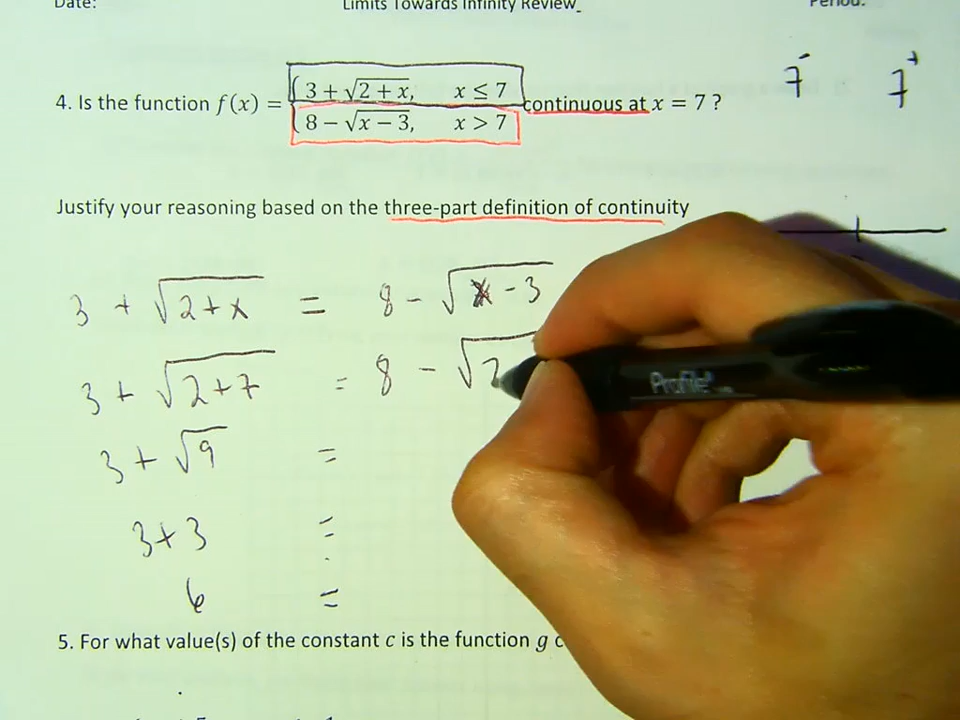 Date: Limits Towards Infinity Review_ Period:
7⁻ 7⁺
4. Is the function f(x) = { 3 + √2 + x, x ≤ 7
8 − √x − 3, x > 7 continuous at x = 7 ?
Justify your reasoning based on the three-part definition of continuity
3 + √2 + x = 8 - √x - 3
3 + √2 + 7 = 8 - √
3 + √9 =
3 + 3 =
6 =
5. For what value(s) of the constant c is the function g c
Profile